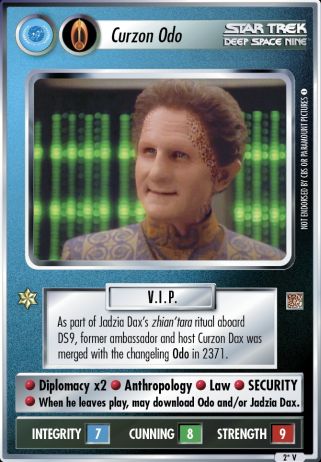 Curzon Odo
STAR TREK
DEEP SPACE NINE
NOT ENDORSED BY CBS OR PARAMOUNT PICTURES
V.I.P.
As part of Jadzia Dax's zhian'tara ritual aboard
DS9, former ambassador and host Curzon Dax was
merged with the changeling Odo in 2371.
Diplomacy x2 • Anthropology • Law • SECURITY
• When he leaves play, may download Odo and/or Jadzia Dax.
INTEGRITY 7 CUNNING 8 STRENGTH 9
2* V